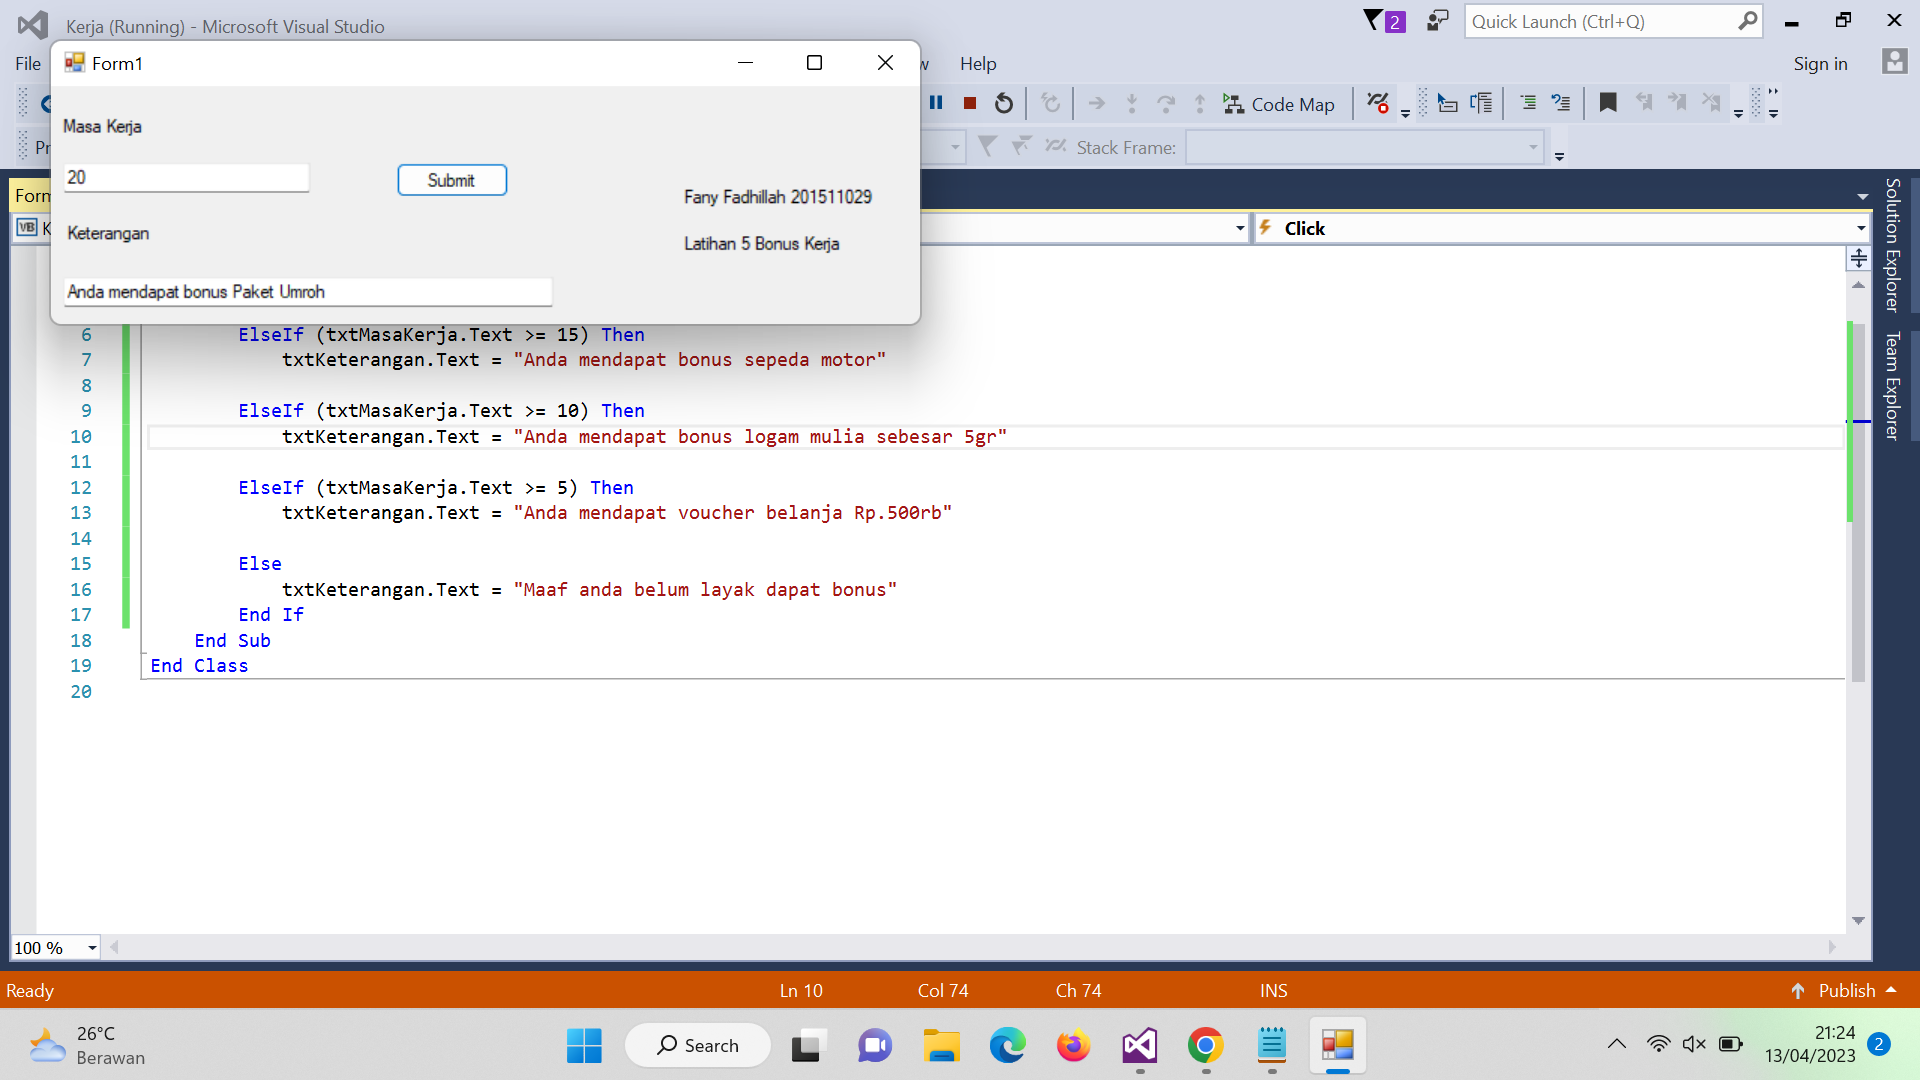 Kerja (Running) - Microsoft Visual Studio
2
Quick Launch (Ctrl+Q)
File
Help
Sign in
Form1
Code Map
Stack Frame:
Masa Kerja
20
Submit
Fany Fadhillah 201511029
Keterangan
Latihan 5 Bonus Kerja
Anda mendapat bonus Paket Umroh
Click
Solution Explorer
Team Explorer
6 ElseIf (txtMasaKerja.Text >= 15) Then
7 txtKeterangan.Text = "Anda mendapat bonus sepeda motor"
8
9 ElseIf (txtMasaKerja.Text >= 10) Then
10 txtKeterangan.Text = "Anda mendapat bonus logam mulia sebesar 5gr"
11
12 ElseIf (txtMasaKerja.Text >= 5) Then
13 txtKeterangan.Text = "Anda mendapat voucher belanja Rp.500rb"
14
15 Else
16 txtKeterangan.Text = "Maaf anda belum layak dapat bonus"
17 End If
18 End Sub
19 End Class
20
100 %
Ready
Ln 10
Col 74
Ch 74
INS
Publish
26°C
Berawan
Search
21:24
13/04/2023
2